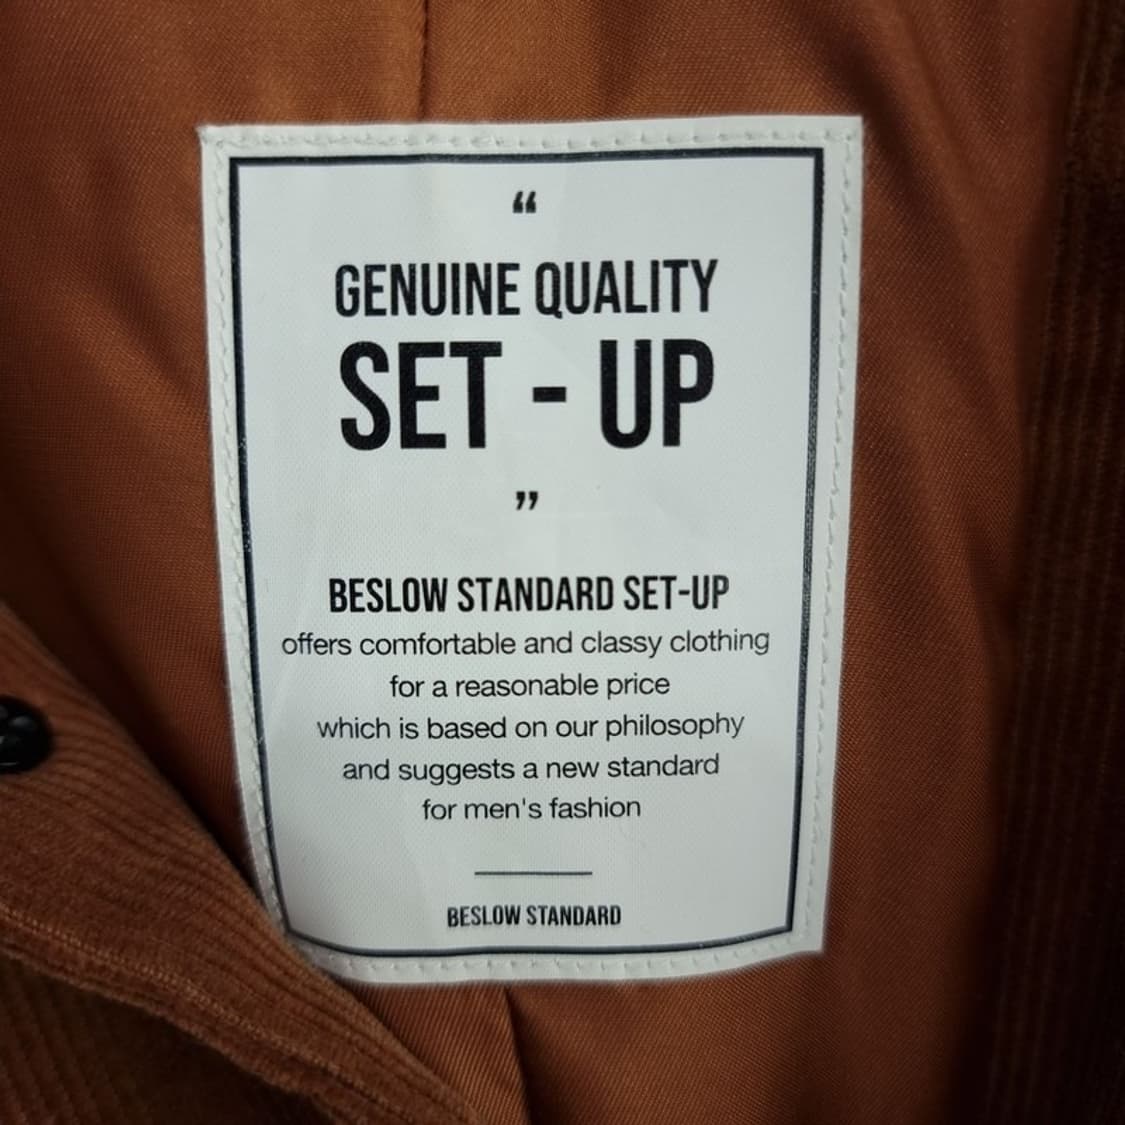 “
GENUINE QUALITY
SET - UP
”
BESLOW STANDARD SET-UP
offers comfortable and classy clothing
for a reasonable price
which is based on our philosophy
and suggests a new standard
for men's fashion
BESLOW STANDARD